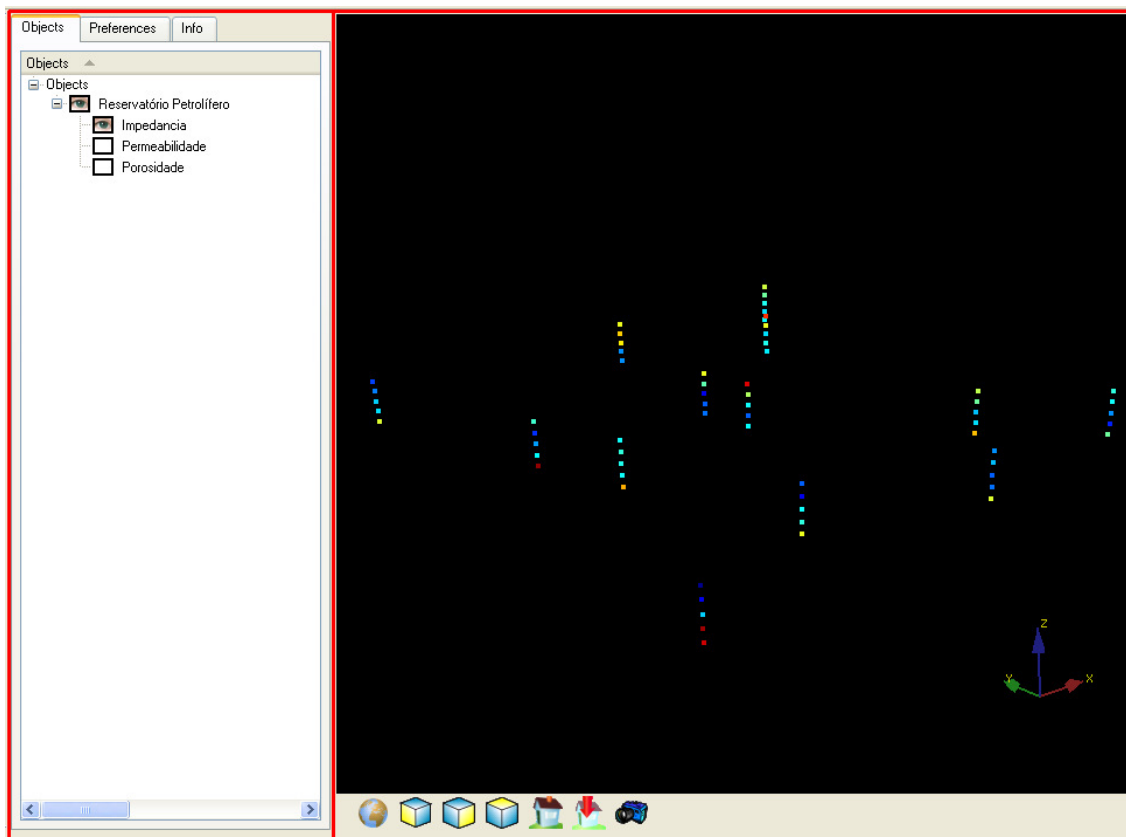 Objects Preferences Info
Objects
Objects
Reservatório Petrolífero
Impedancia
Permeabilidade
Porosidade
Z
Y X